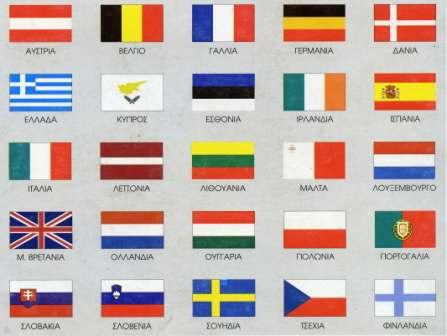 ΑΥΣΤΡΙΑ ΒΕΛΓΙΟ ΓΑΛΛΙΑ ΓΕΡΜΑΝΙΑ ΔΑΝΙΑ
ΕΛΛΑΔΑ ΚΥΠΡΟΣ ΕΣΘΟΝΙΑ ΙΡΛΑΝΔΙΑ ΙΣΠΑΝΙΑ
ΙΤΑΛΙΑ ΛΕΤΤΟΝΙΑ ΛΙΘΟΥΑΝΙΑ ΜΑΛΤΑ ΛΟΥΞΕΜΒΟΥΡΓΟ
Μ. ΒΡΕΤΑΝΙΑ ΟΛΛΑΝΔΙΑ ΟΥΓΓΑΡΙΑ ΠΟΛΩΝΙΑ ΠΟΡΤΟΓΑΛΙΑ
ΣΛΟΒΑΚΙΑ ΣΛΟΒΕΝΙΑ ΣΟΥΗΔΙΑ ΤΣΕΧΙΑ ΦΙΝΛΑΝΔΙΑ